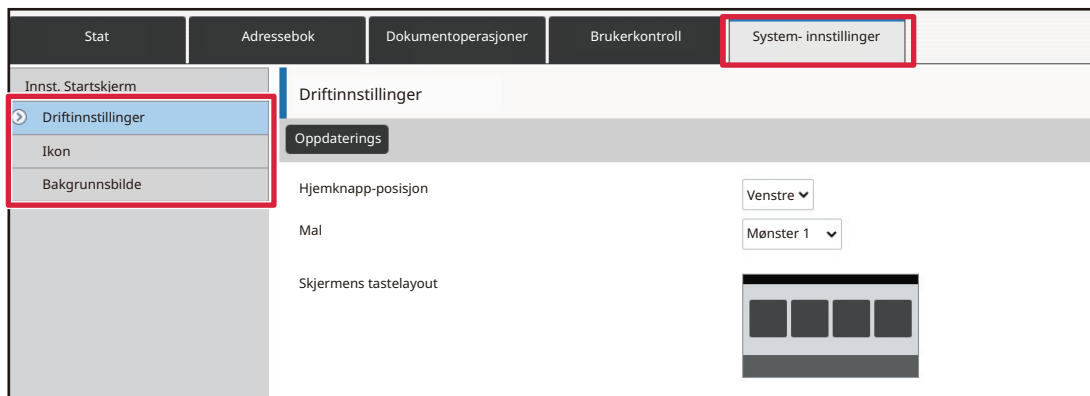 Stat
Adressebok
Dokumentoperasjoner
Brukerkontroll
System- innstillinger
Innst. Startskjerm
Driftinnstillinger
Ikon
Bakgrunnsbilde
Driftinnstillinger
Oppdaterings
Hjemknapp-posisjon
Venstre
Mal
Mønster 1
Skjermens tastelayout